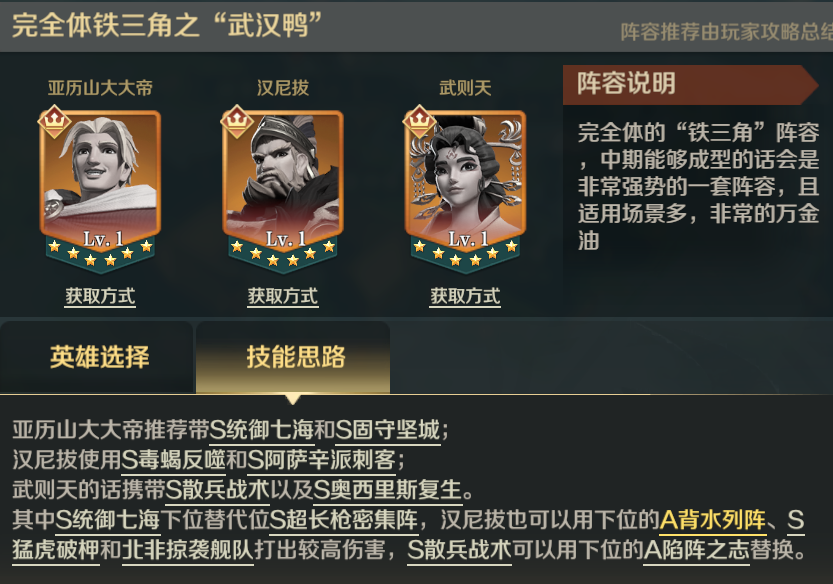 完全体铁三角之“武汉鸭”
阵容推荐由玩家攻略总结
亚历山大大帝
汉尼拔
武则天
阵容说明
Lv.1
Lv.1
Lv.1
获取方式
获取方式
获取方式
完全体的“铁三角”阵容
，中期能够成型的话会是
非常强势的一套阵容，且
适用场景多，非常的万金
油
英雄选择
技能思路
亚历山大大帝推荐带S统御七海和S固守坚城；
汉尼拔使用S毒蝎反噬和S阿萨辛派刺客；
武则天的话携带S散兵战术以及S奥西里斯复生。
其中S统御七海下位替代位S超长枪密集阵，汉尼拔也可以用下位的A背水列阵、S
猛虎破柙和北非掠袭舰队打出较高伤害，S散兵战术可以用下位的A陷阵之志替换。